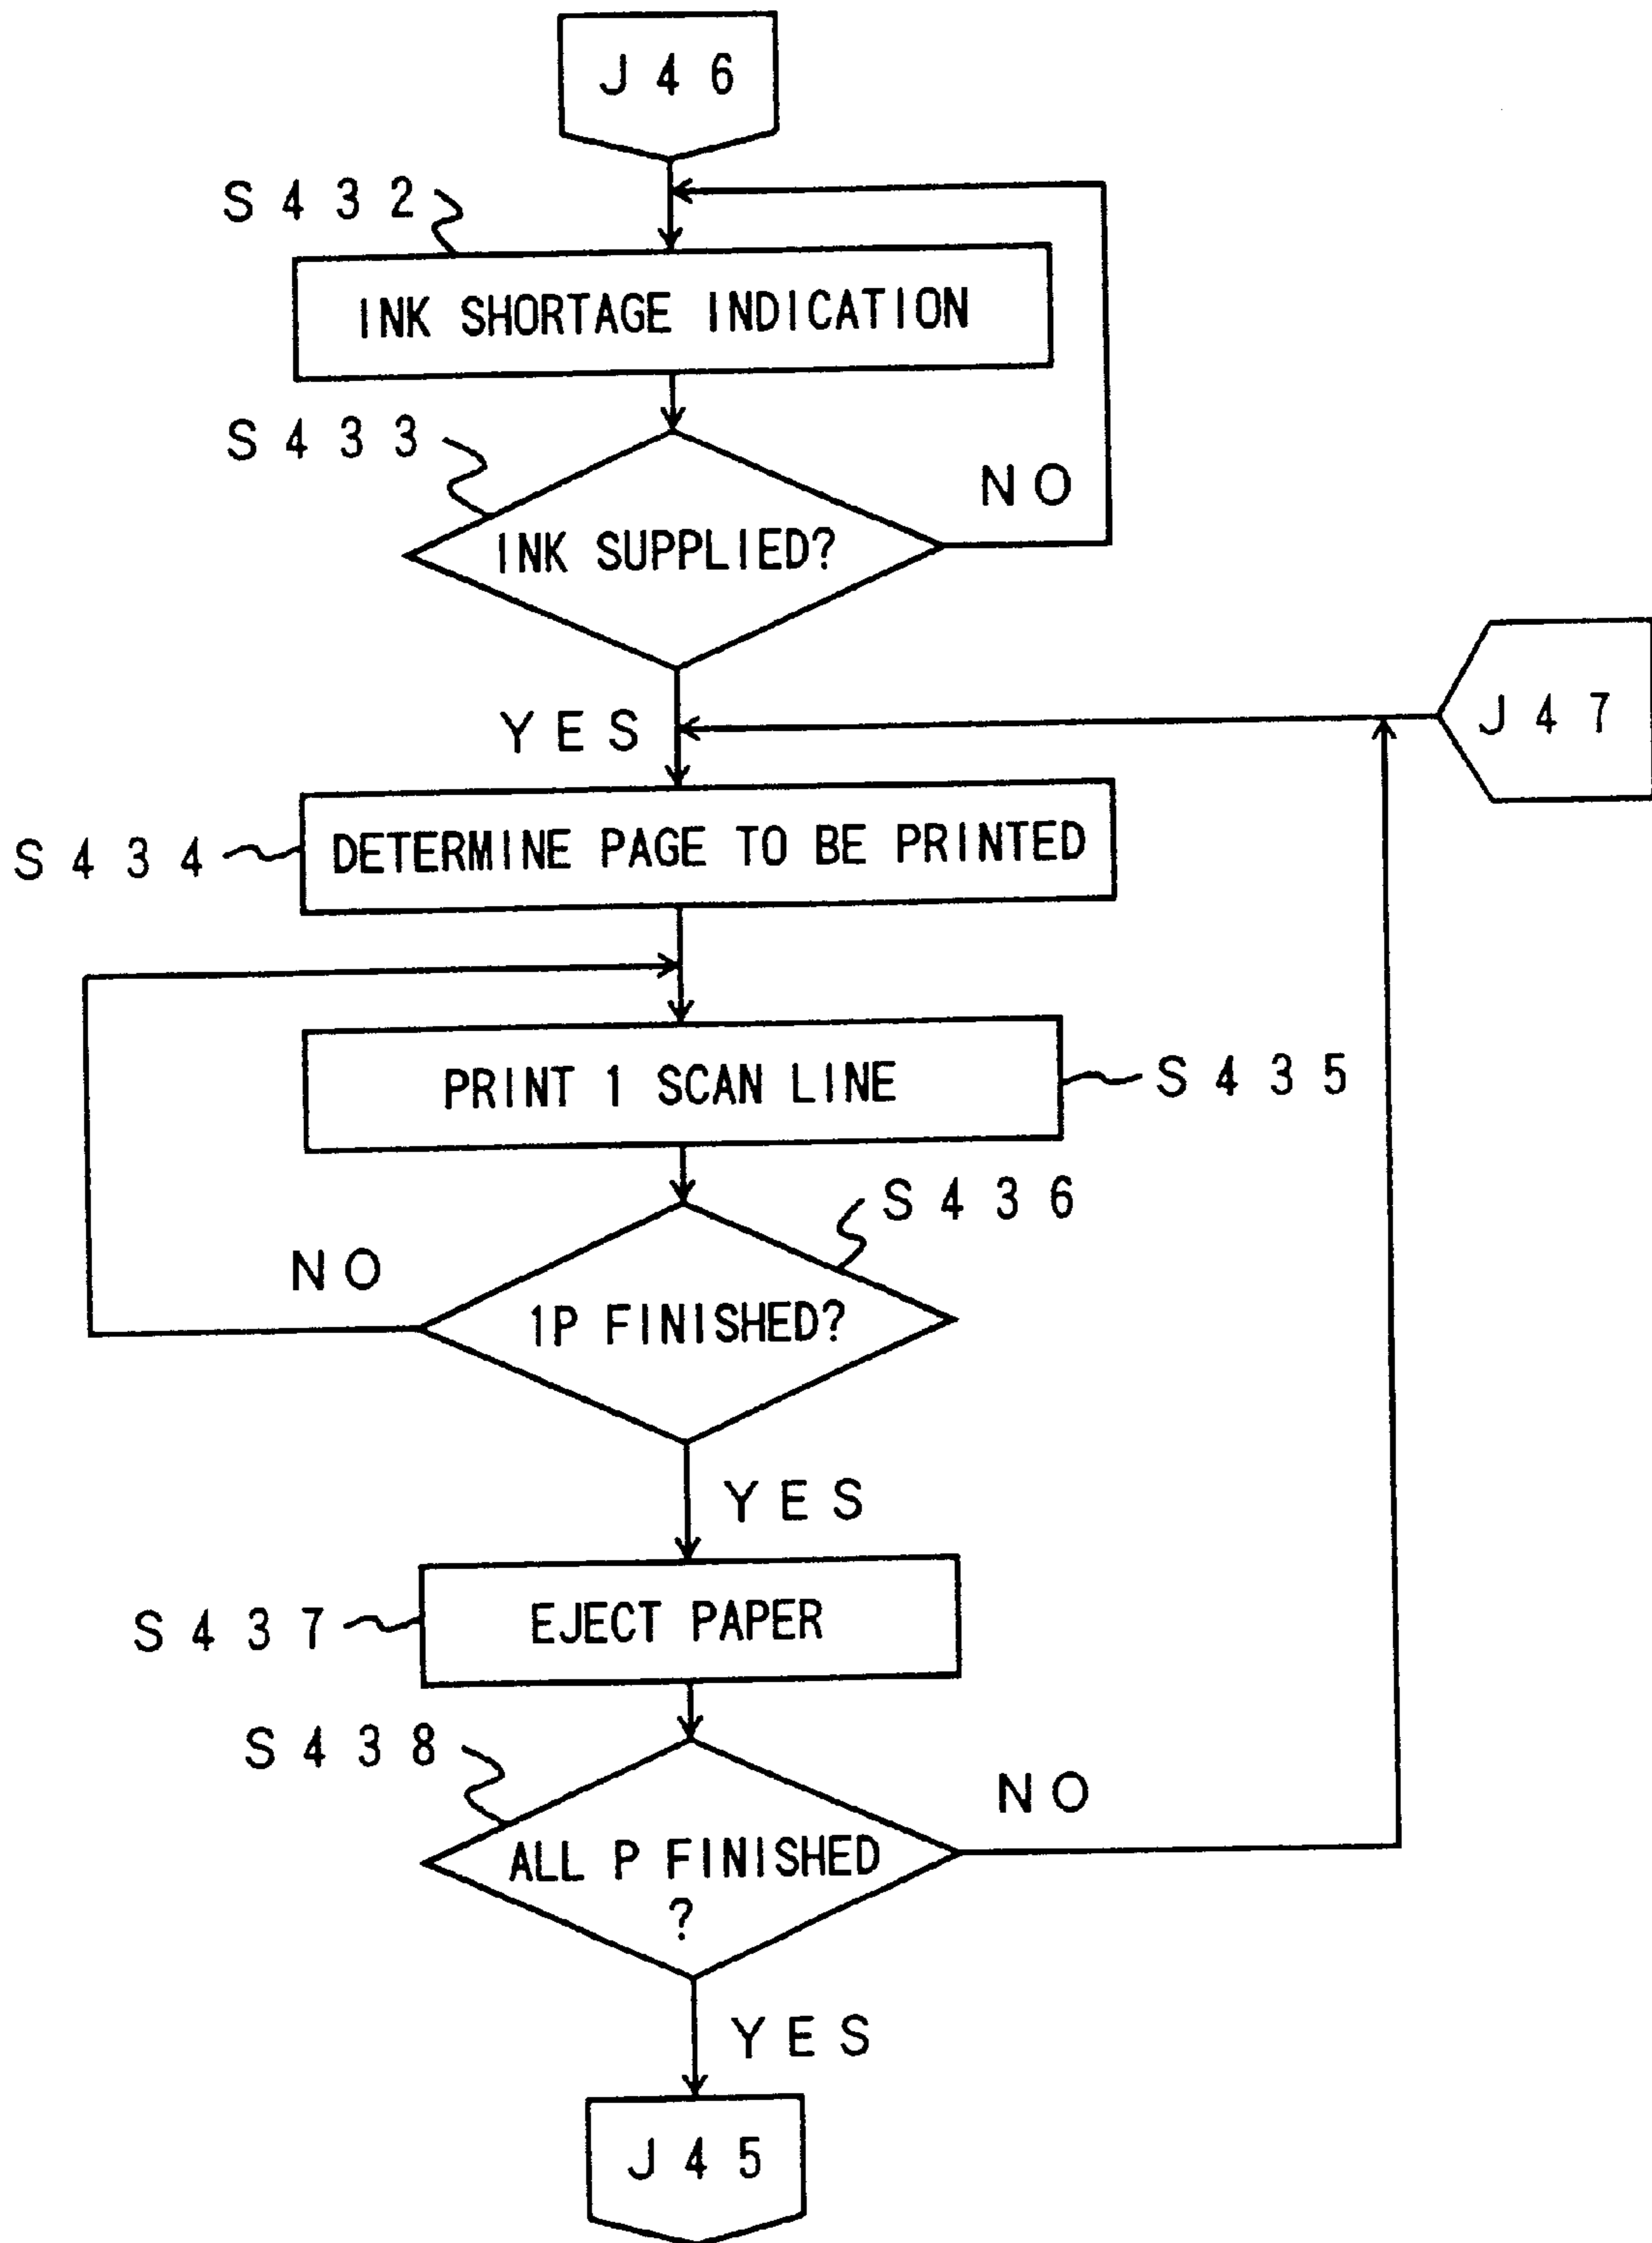 J46
S432
INK SHORTAGE INDICATION
S433
NO
INK SUPPLIED?
YES
J47
S434
DETERMINE PAGE TO BE PRINTED
PRINT 1 SCAN LINE
S435
S436
NO
1P FINISHED?
YES
S437
EJECT PAPER
S438
NO
ALL P FINISHED
?
YES
J45